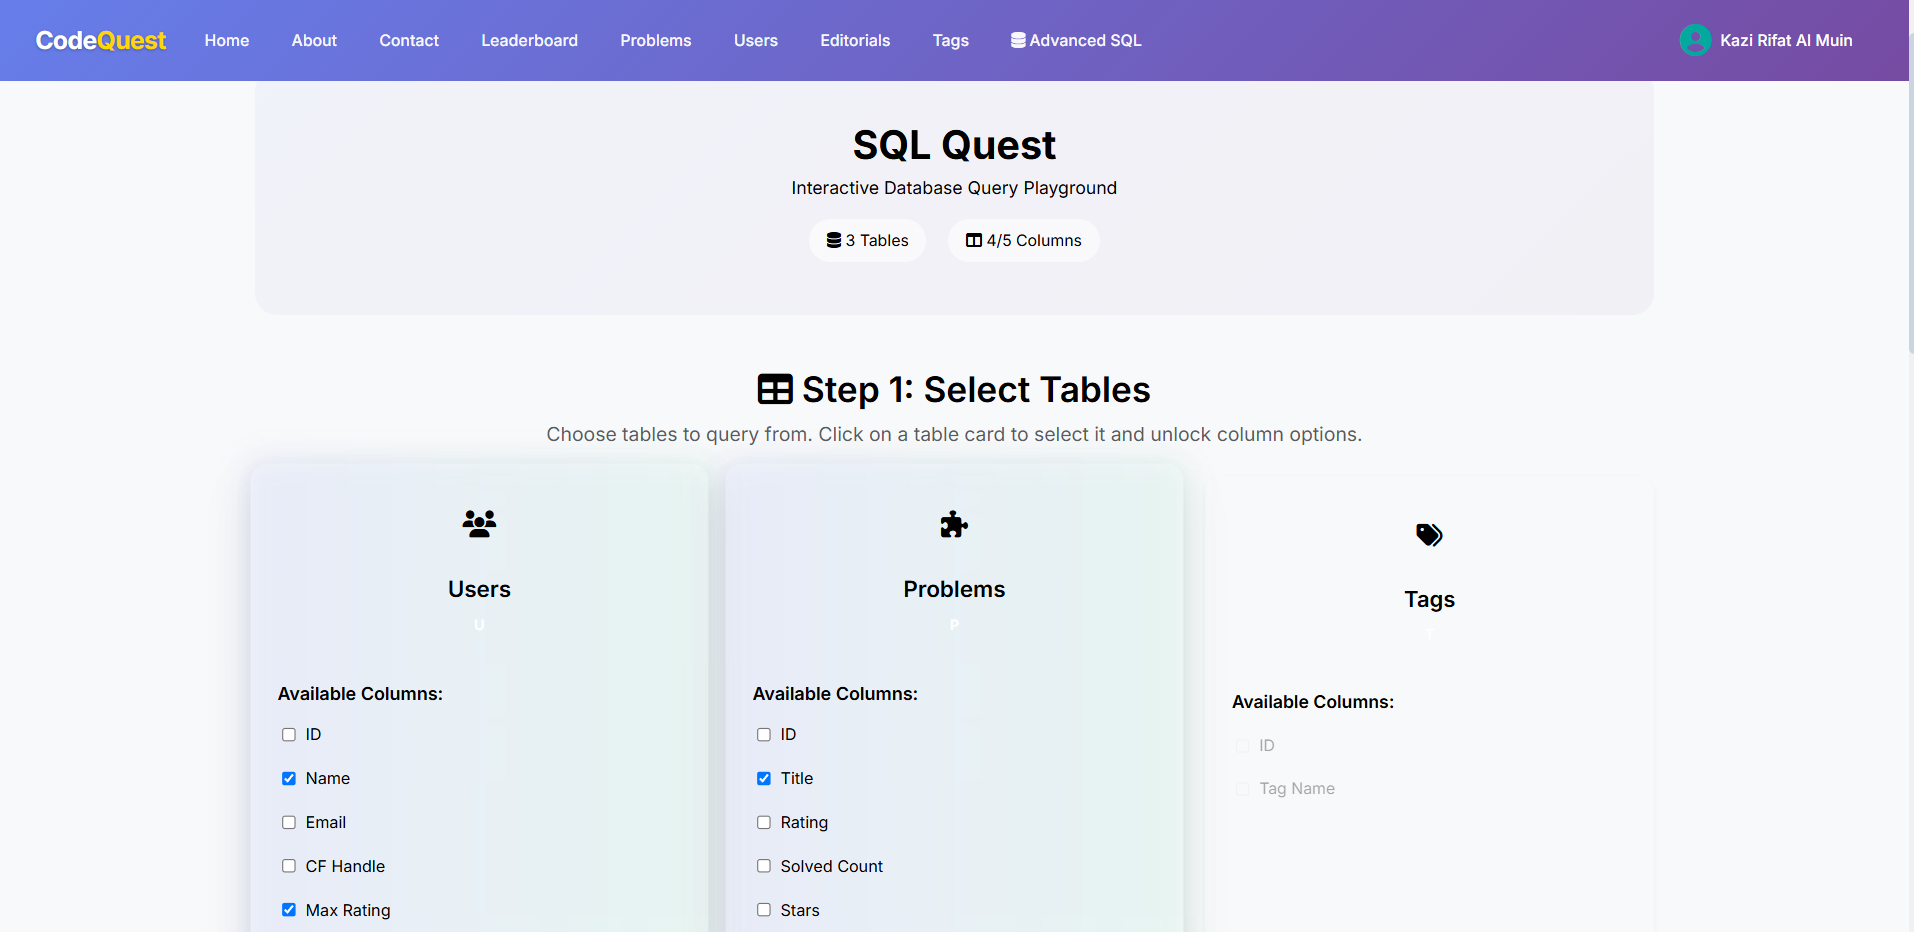 CodeQuest Home About Contact Leaderboard Problems Users Editorials Tags Advanced SQL Kazi Rifat Al Muin
SQL Quest
Interactive Database Query Playground
3 Tables 4/5 Columns
Step 1: Select Tables
Choose tables to query from. Click on a table card to select it and unlock column options.
Users
U
Available Columns:
ID
Name
Email
CF Handle
Max Rating
Problems
P
Available Columns:
ID
Title
Rating
Solved Count
Stars
Tags
T
Available Columns:
ID
Tag Name